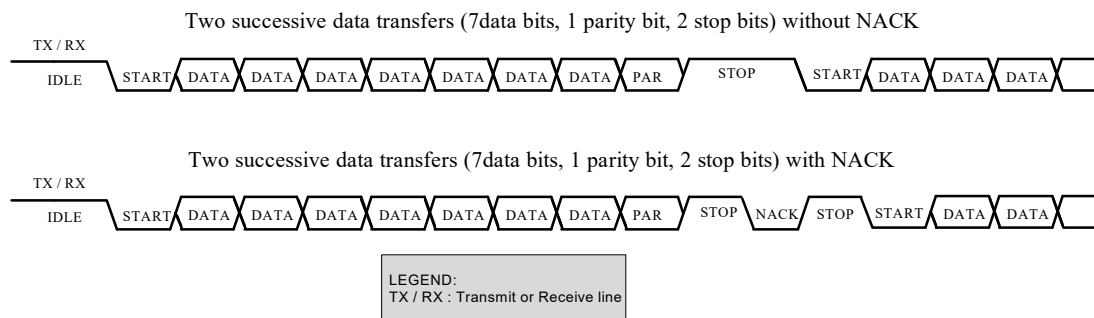 Two successive data transfers (7data bits, 1 parity bit, 2 stop bits) without NACK
TX / RX
IDLE START DATA DATA DATA DATA DATA DATA DATA PAR STOP START DATA DATA DATA
Two successive data transfers (7data bits, 1 parity bit, 2 stop bits) with NACK
TX / RX
IDLE START DATA DATA DATA DATA DATA DATA DATA PAR STOP NACK STOP START DATA DATA
LEGEND:
TX / RX : Transmit or Receive line